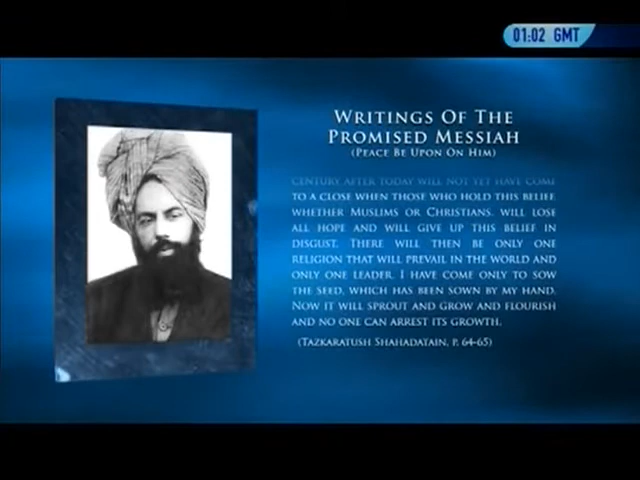 01:02 GMT
Writings Of The
Promised Messiah
(Peace Be Upon On Him)
century after today will not yet have come
to a close when those who hold this belief,
whether Muslims or Christians, will lose
all hope and will give up this belief in
disgust. There will then be only one
religion that will prevail in the world and
only one leader. I have come only to sow
the seed, which has been sown by my hand.
Now it will sprout and grow and flourish
and no one can arrest its growth.
(Tazkaratush Shahadatain, p. 64-65)